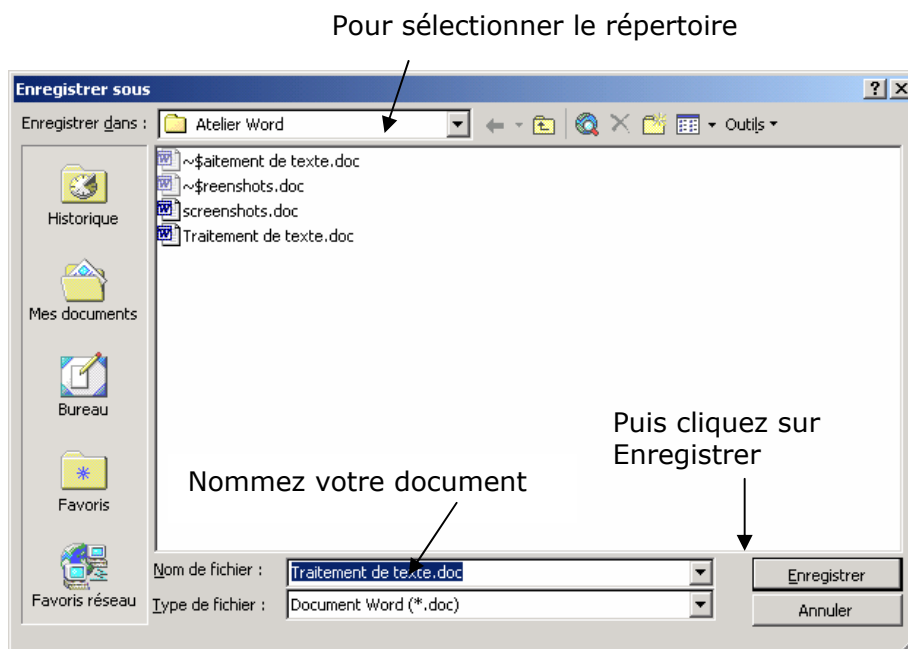 Pour sélectionner le répertoire
Enregistrer sous
Enregistrer dans :
Atelier Word
Outils
~$aitement de texte.doc
~$reenshots.doc
screenshots.doc
Traitement de texte.doc
Historique
Mes documents
Bureau
Favoris
Favoris réseau
Puis cliquez sur
Enregistrer
Nommez votre document
Nom de fichier :
Traitement de texte.doc
Enregistrer
Type de fichier :
Document Word (*.doc)
Annuler